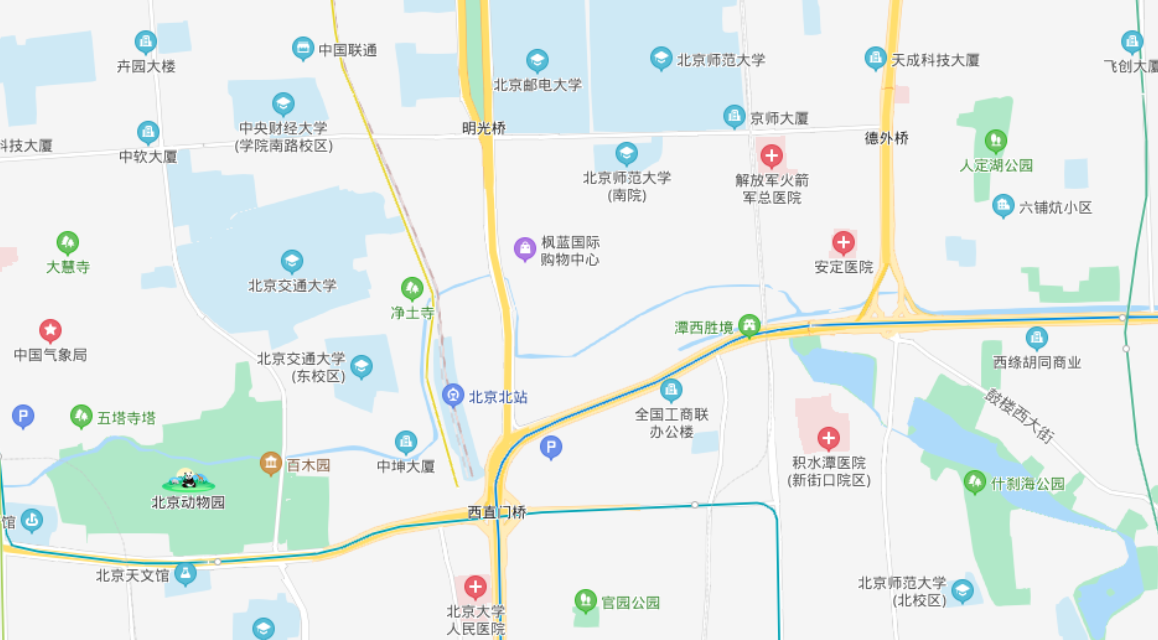 卉园大楼
中国联通
北京邮电大学
北京师范大学
天成科技大厦
飞创大厦
中央财经大学
(学院南路校区)
明光桥
京师大厦
德外桥
科技大厦
中软大厦
北京师范大学
(南院)
解放军火箭
军总医院
人定湖公园
六铺炕小区
大慧寺
北京交通大学
枫蓝国际
购物中心
安定医院
净土寺
潭西胜境
中国气象局
北京交通大学
(东校区)
西绦胡同商业
P
五塔寺塔
北京北站
全国工商联
办公楼
鼓楼西大街
P
中坤大厦
百木园
积水潭医院
(新街口院区)
什刹海公园
北京动物园
馆
西直门桥
北京天文馆
北京大学
人民医院
官园公园
北京师范大学
(北校区)